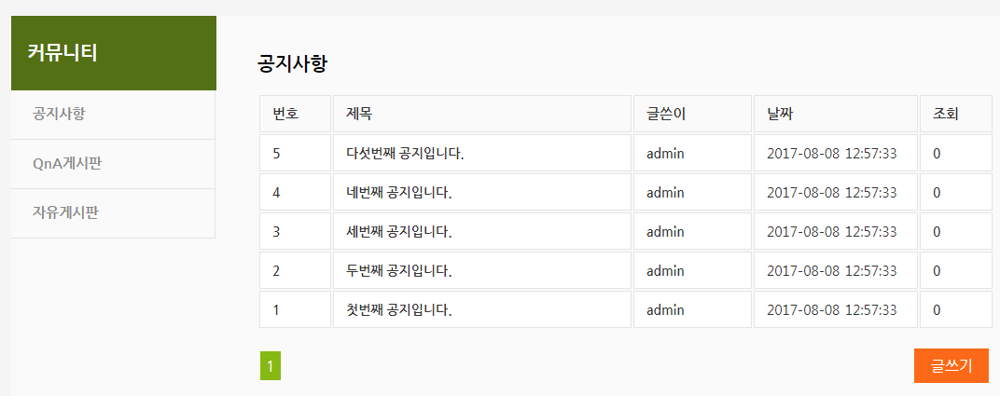 커뮤니티
공지사항
QnA게시판
자유게시판
공지사항
번호 제목 글쓴이 날짜 조회
5 다섯번째 공지입니다. admin 2017-08-08 12:57:33 0
4 네번째 공지입니다. admin 2017-08-08 12:57:33 0
3 세번째 공지입니다. admin 2017-08-08 12:57:33 0
2 두번째 공지입니다. admin 2017-08-08 12:57:33 0
1 첫번째 공지입니다. admin 2017-08-08 12:57:33 0
1 글쓰기